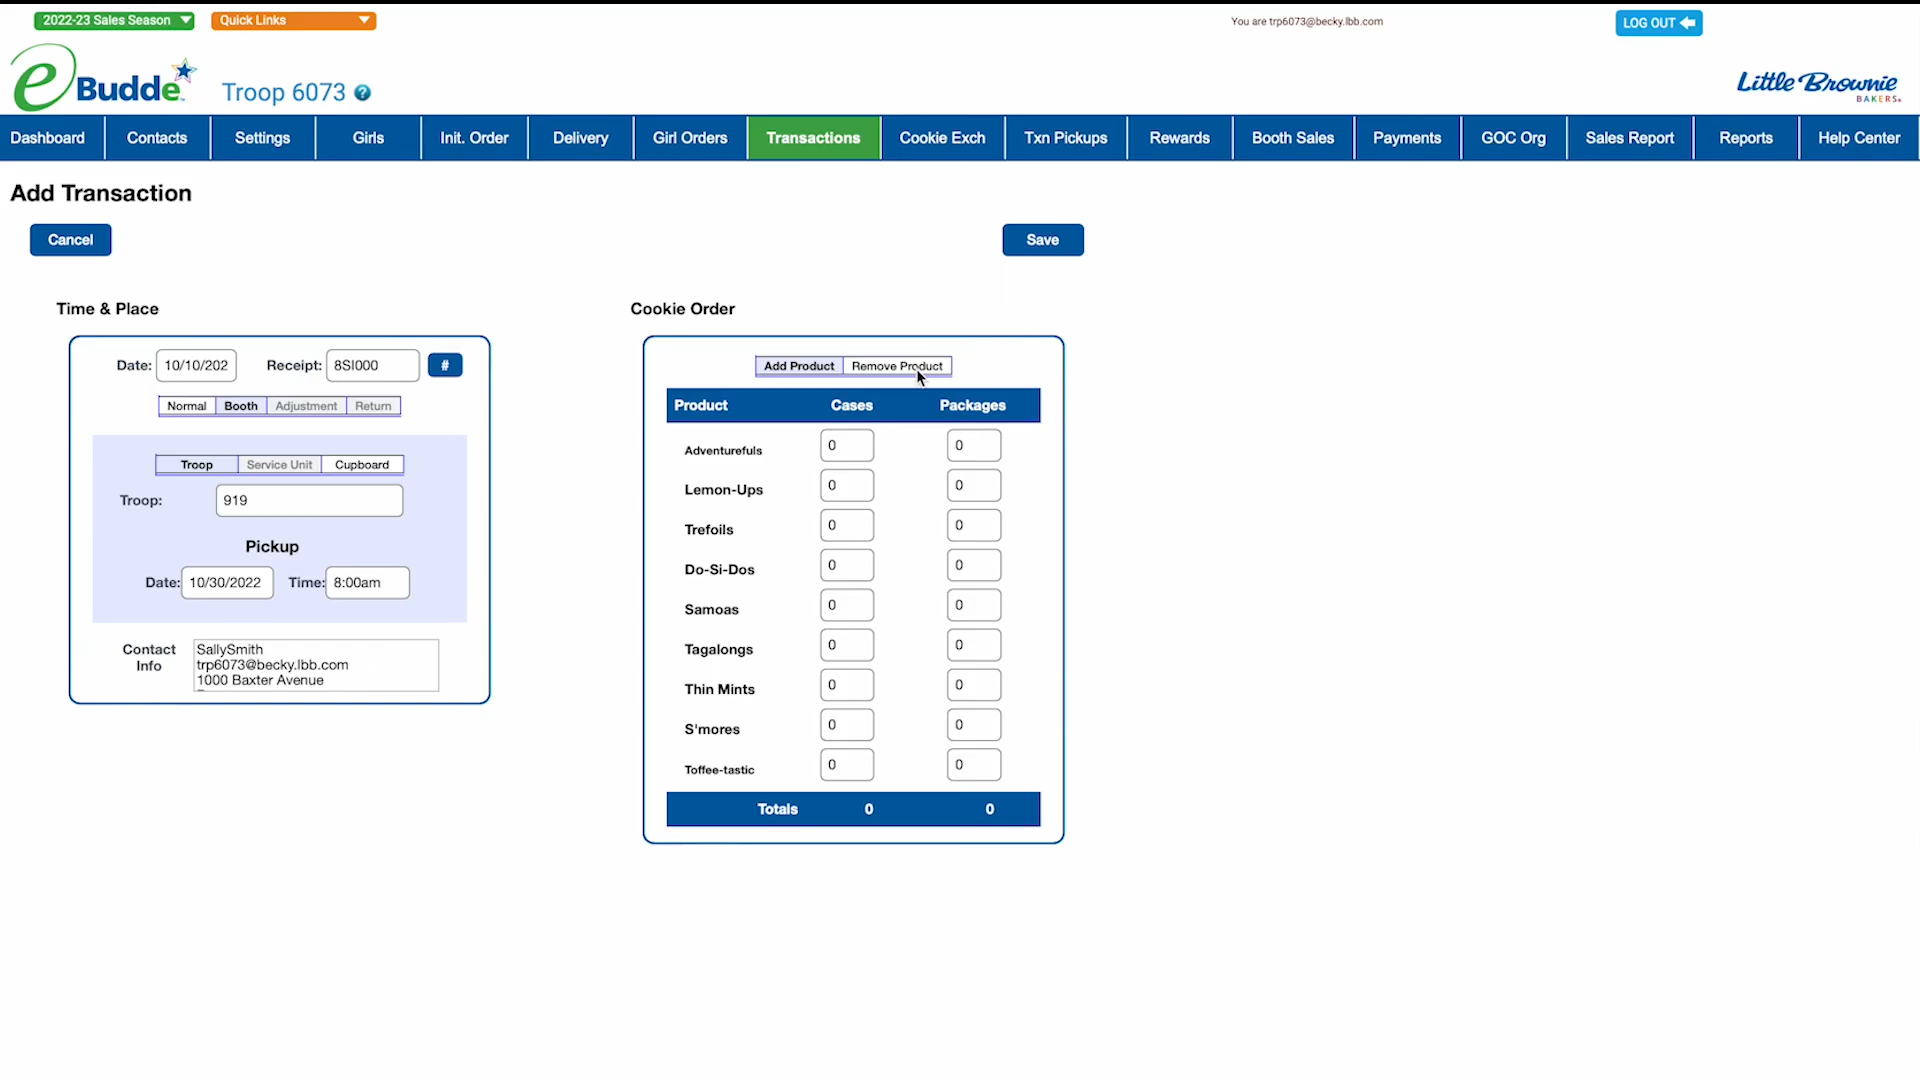 2022-23 Sales Season
Quick Links
You are trp6073@becky.lbb.com
LOG OUT
eBudde
Troop 6073 ?
Little Brownie
BAKERS
Dashboard Contacts Settings Girls Init. Order Delivery Girl Orders Transactions Cookie Exch Txn Pickups Rewards Booth Sales Payments GOC Org Sales Report Reports Help Center
Add Transaction
Cancel
Save
Time & Place
Date: 10/10/202 Receipt: 8SI000 #
Normal Booth Adjustment Return
Troop Service Unit Cupboard
Troop: 919
Pickup
Date: 10/30/2022 Time: 8:00am
Contact Info
SallySmith
trp6073@becky.lbb.com
1000 Baxter Avenue
Cookie Order
Add Product Remove Product
Product Cases Packages
Adventurefuls 0 0
Lemon-Ups 0 0
Trefoils 0 0
Do-Si-Dos 0 0
Samoas 0 0
Tagalongs 0 0
Thin Mints 0 0
S'mores 0 0
Toffee-tastic 0 0
Totals 0 0